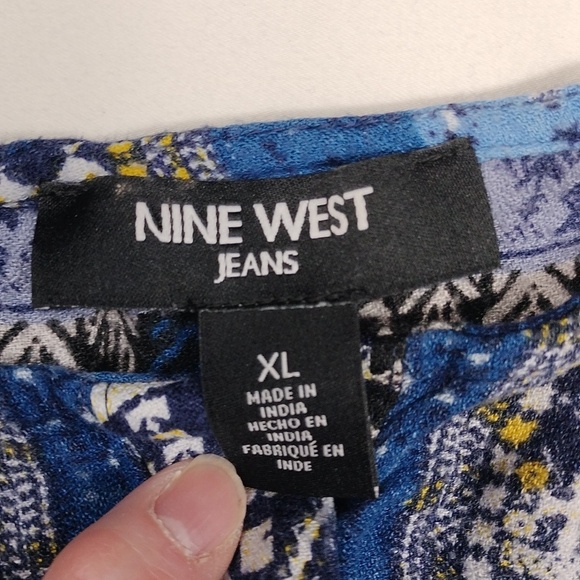 NINE WEST
JEANS
XL
MADE IN
INDIA
HECHO EN
INDIA
FABRIQUÉ EN
INDE